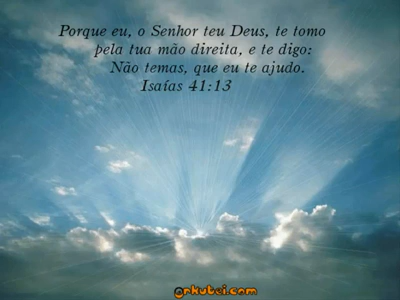 Porque eu, o Senhor teu Deus, te tomo
pela tua mão direita, e te digo:
Não temas, que eu te ajudo.
Isaías 41:13
orkutei.com